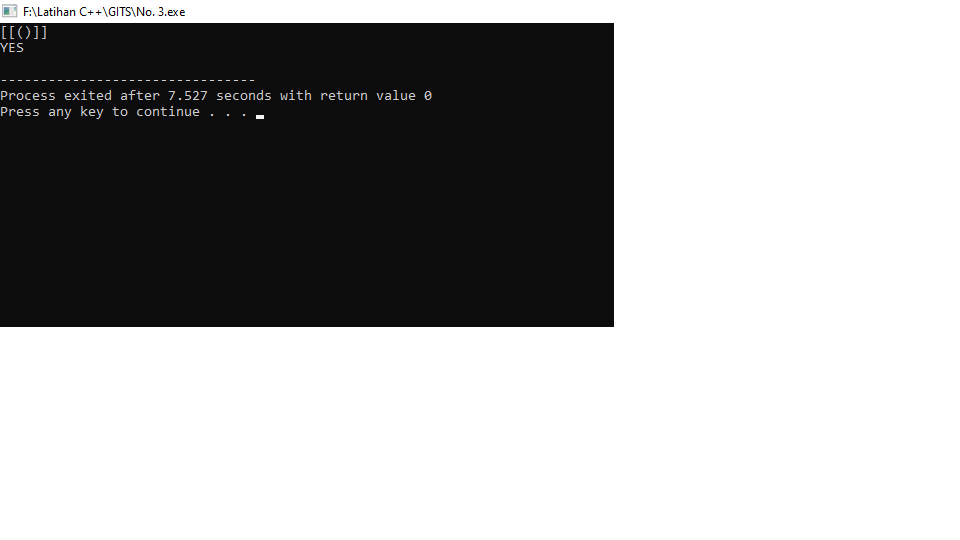 F:\Latihan C++\GITS\No. 3.exe
[[()]]
YES
--------------------------------
Process exited after 7.527 seconds with return value 0
Press any key to continue . . .